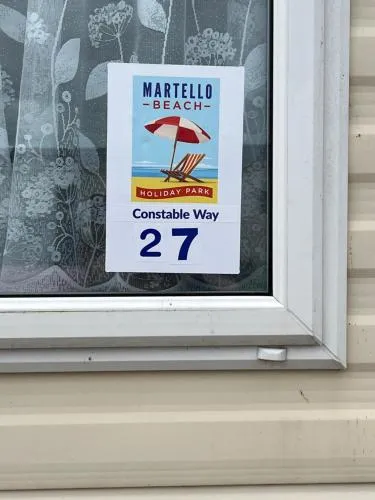 MARTELLO
-BEACH-
HOLIDAY PARK
Constable Way
27